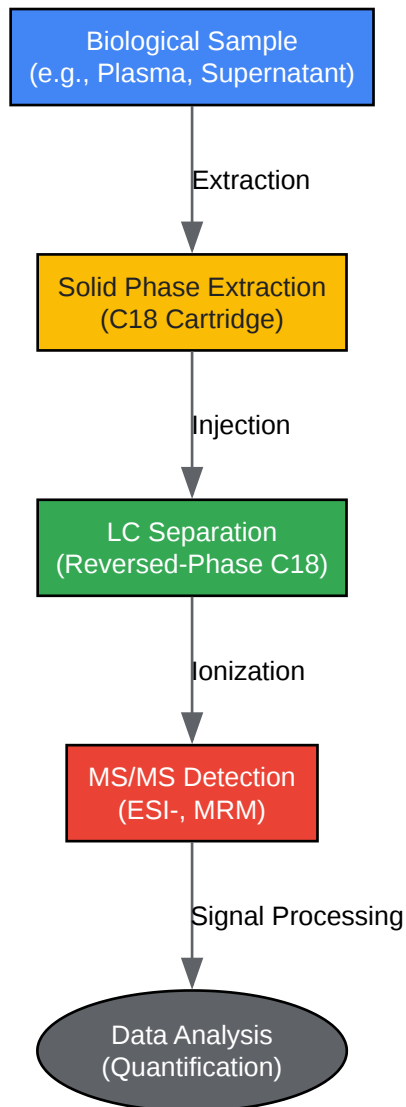 Biological Sample
(e.g., Plasma, Supernatant)
Extraction
Solid Phase Extraction
(C18 Cartridge)
Injection
LC Separation
(Reversed-Phase C18)
Ionization
MS/MS Detection
(ESI-, MRM)
Signal Processing
Data Analysis
(Quantification)